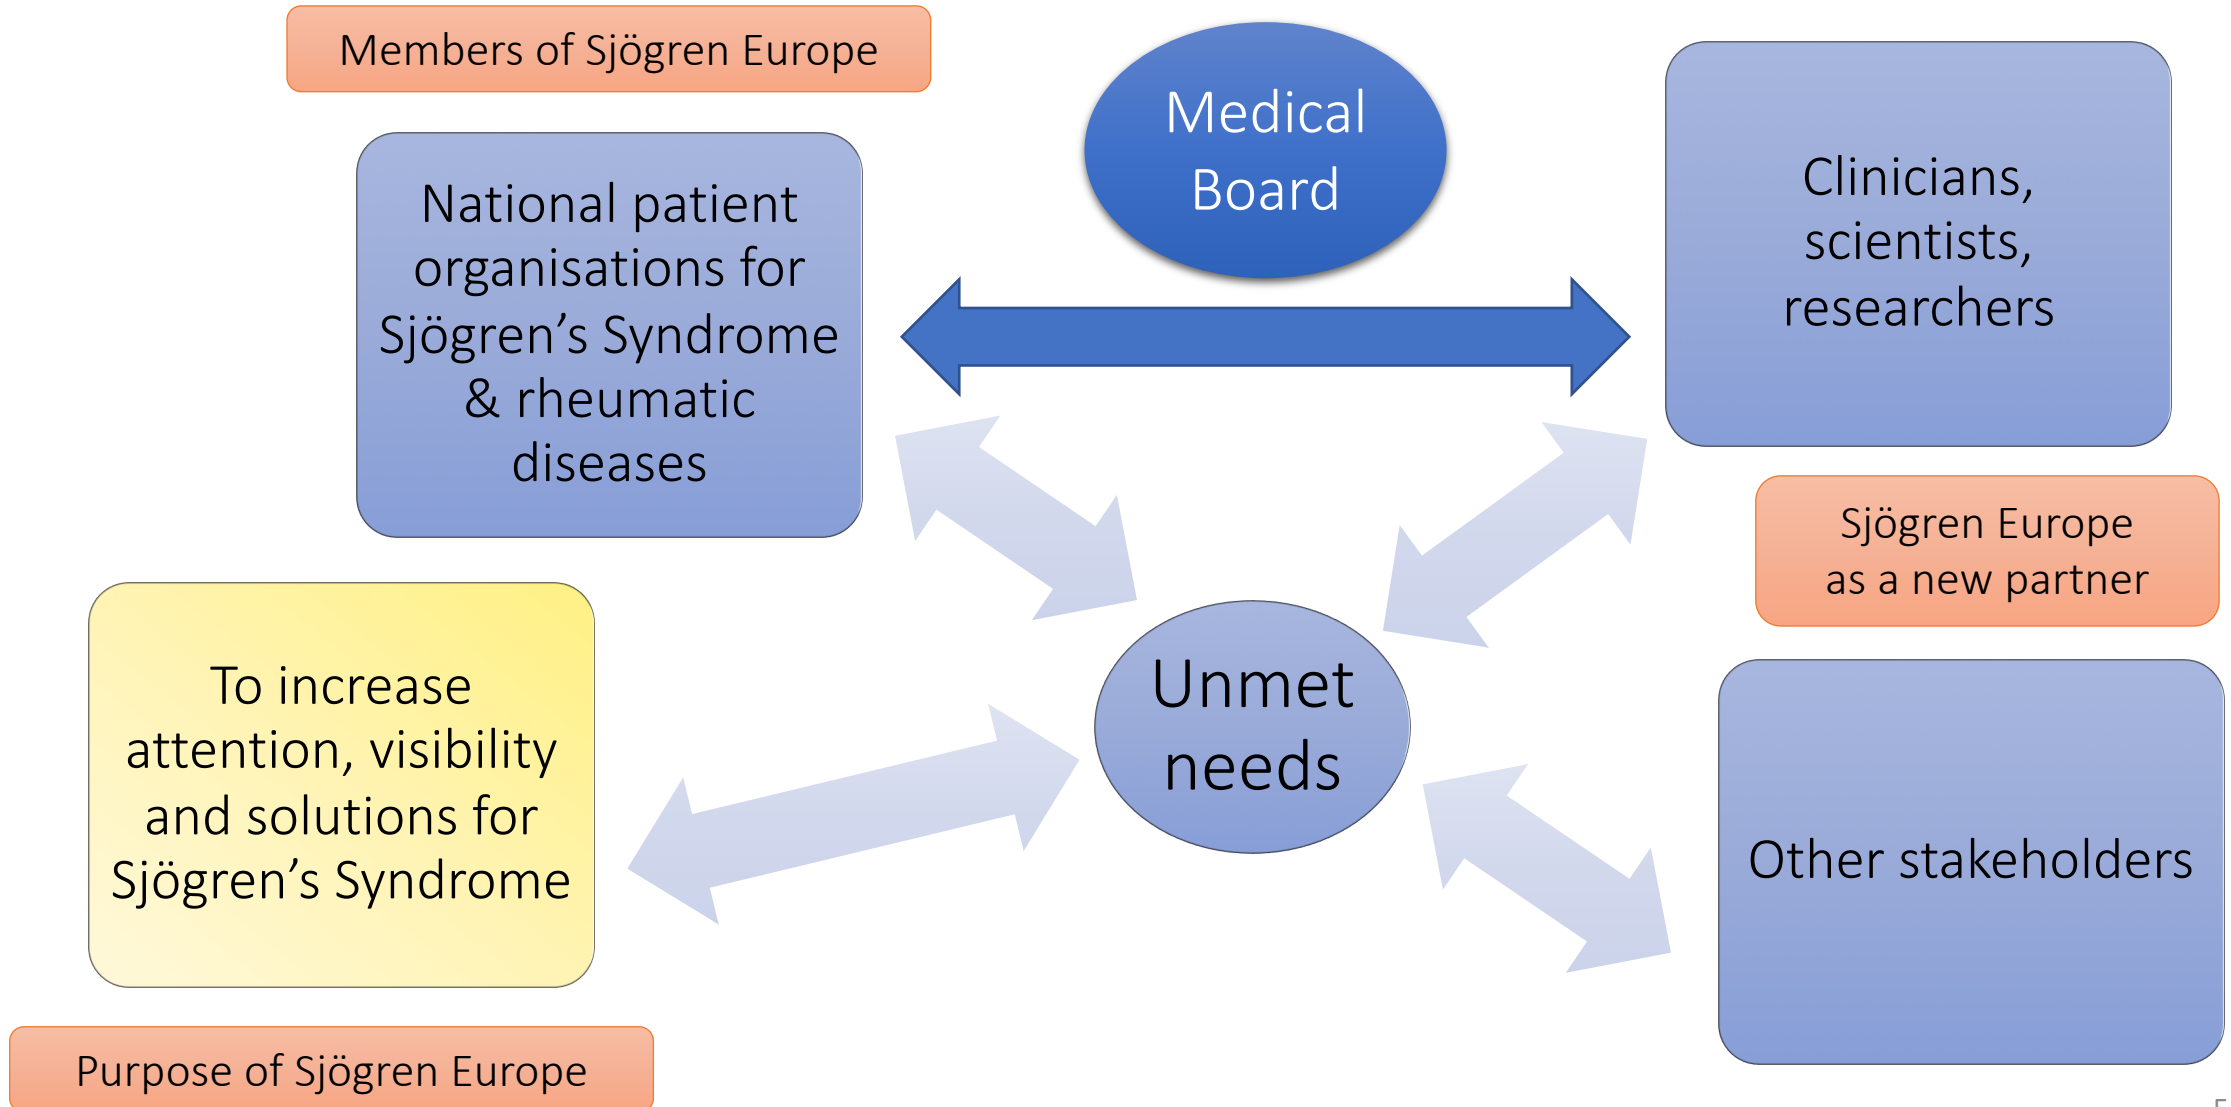 Members of Sjögren Europe
National patient
organisations for
Sjögren’s Syndrome
& rheumatic
diseases
Medical
Board
Clinicians,
scientists,
researchers
Sjögren Europe
as a new partner
To increase
attention, visibility
and solutions for
Sjögren’s Syndrome
Unmet
needs
Other stakeholders
Purpose of Sjögren Europe